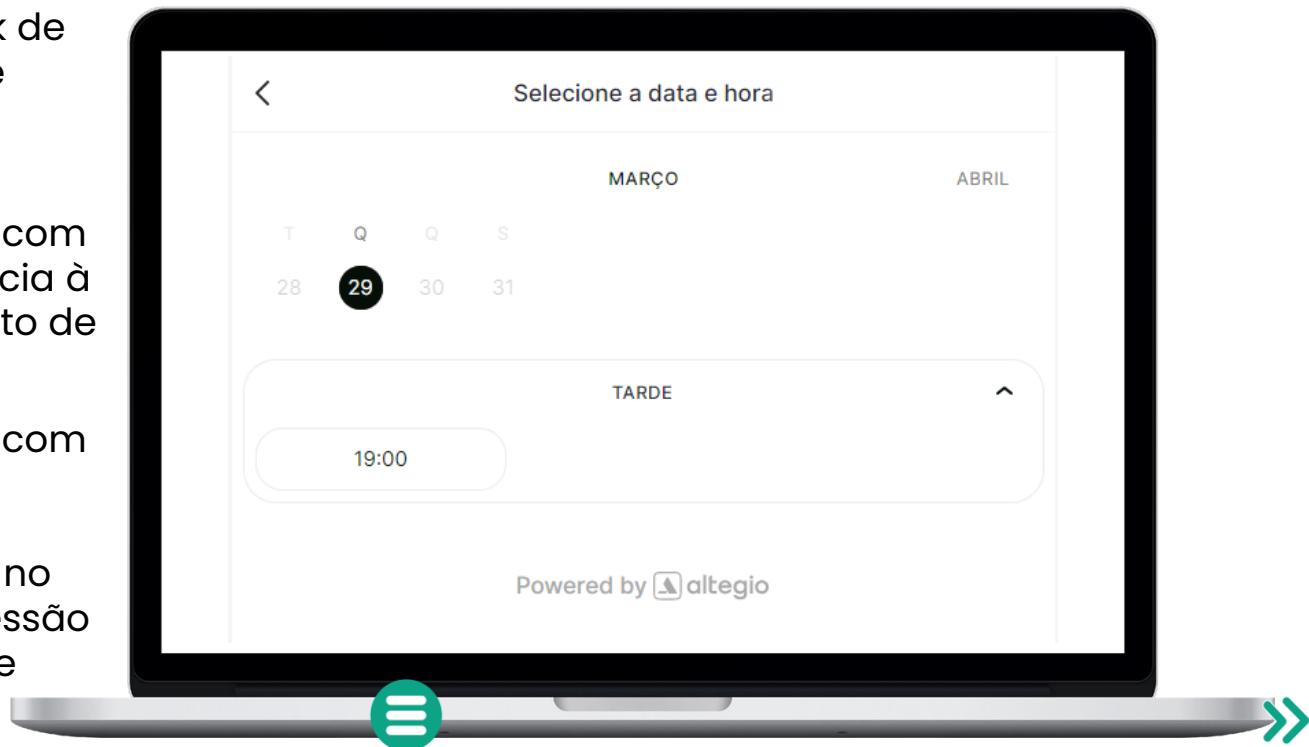 de
com
cia à
to de
com
no
essão
e
Selecione a data e hora
MARÇO ABRIL
T Q Q S
28 29 30 31
TARDE
19:00
Powered by altegio